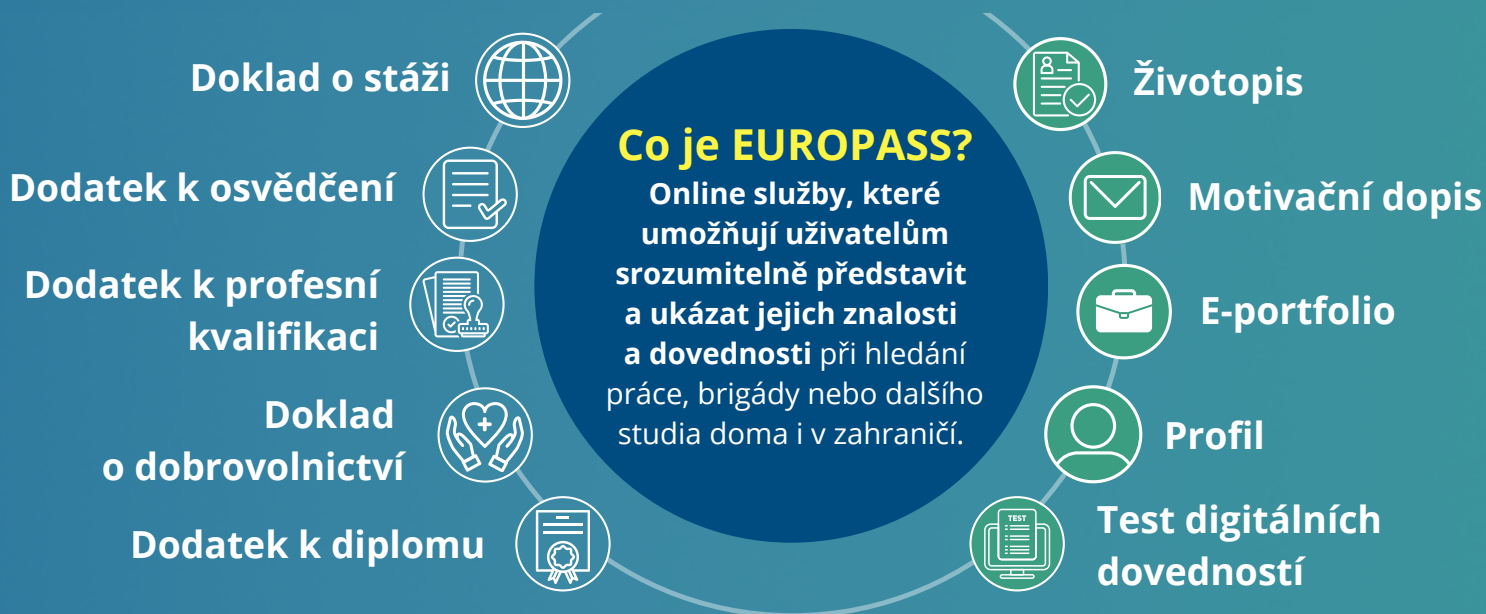 Doklad o stáži
Dodatek k osvědčení
Dodatek k profesní
kvalifikaci
Doklad
o dobrovolnictví
Dodatek k diplomu
Co je EUROPASS?
Online služby, které
umožňují uživatelům
srozumitelně představit
a ukázat jejich znalosti
a dovednosti při hledání
práce, brigády nebo dalšího
studia doma i v zahraničí.
Životopis
Motivační dopis
E-portfolio
Profil
TEST
Test digitálních
dovedností